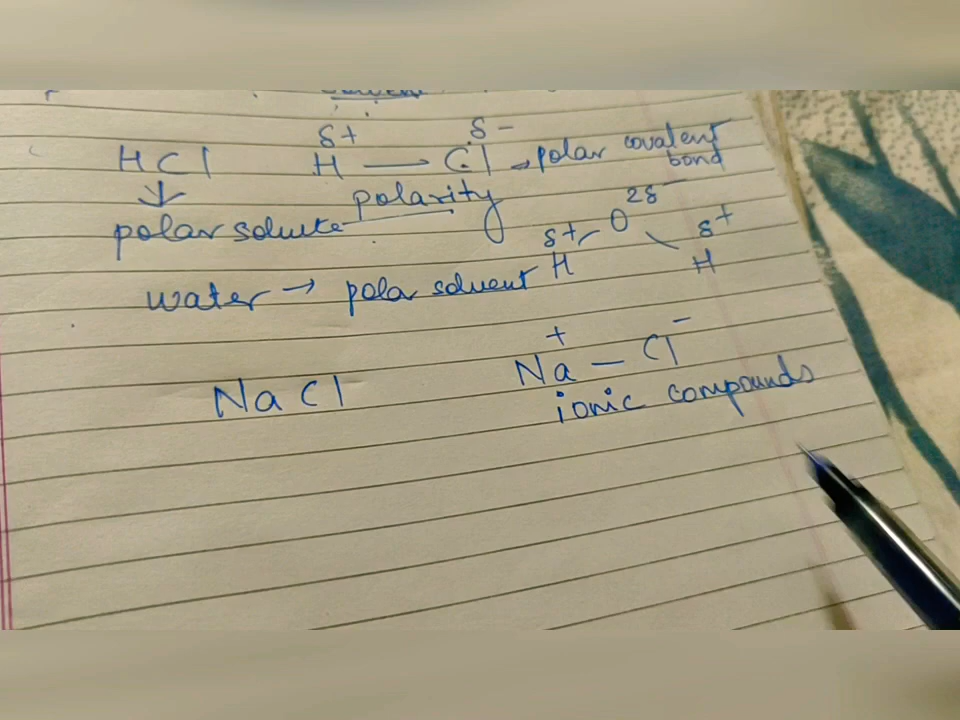 δ+ δ-
HCl H — Cl → polar covalent bond
↓
polar solute polarity
δ+ O 2δ- δ+
H H
water → polar solvent
+ -
NaCl Na — Cl
ionic compounds